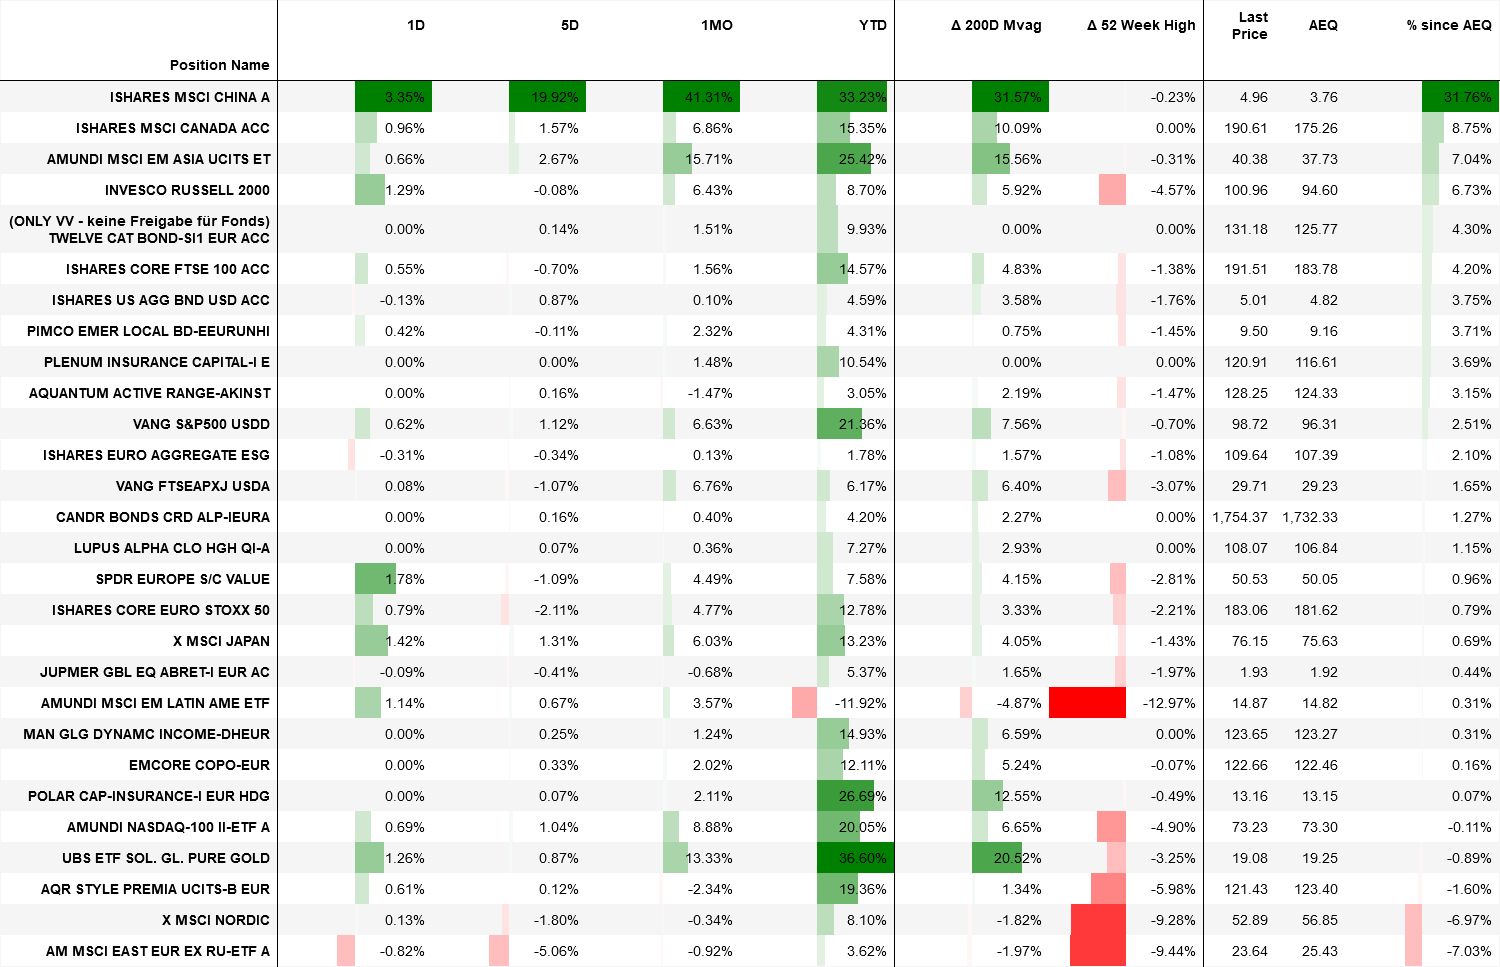 1D 5D 1MO YTD Δ 200D Mvag Δ 52 Week High Last Price AEQ % since AEQ
Position Name
ISHARES MSCI CHINA A 3.35% 19.92% 41.31% 33.23% 31.57% -0.23% 4.96 3.76 31.76%
ISHARES MSCI CANADA ACC 0.96% 1.57% 6.86% 15.35% 10.09% 0.00% 190.61 175.26 8.75%
AMUNDI MSCI EM ASIA UCITS ET 0.66% 2.67% 15.71% 25.42% 15.56% -0.31% 40.38 37.73 7.04%
INVESCO RUSSELL 2000 1.29% -0.08% 6.43% 8.70% 5.92% -4.57% 100.96 94.60 6.73%
(ONLY VV - keine Freigabe für Fonds)
TWELVE CAT BOND-SI1 EUR ACC 0.00% 0.14% 1.51% 9.93% 0.00% 0.00% 131.18 125.77 4.30%
ISHARES CORE FTSE 100 ACC 0.55% -0.70% 1.56% 14.57% 4.83% -1.38% 191.51 183.78 4.20%
ISHARES US AGG BND USD ACC -0.13% 0.87% 0.10% 4.59% 3.58% -1.76% 5.01 4.82 3.75%
PIMCO EMER LOCAL BD-EEURUNHI 0.42% -0.11% 2.32% 4.31% 0.75% -1.45% 9.50 9.16 3.71%
PLENUM INSURANCE CAPITAL-I E 0.00% 0.00% 1.48% 10.54% 0.00% 0.00% 120.91 116.61 3.69%
AQUANTUM ACTIVE RANGE-AKINST 0.00% 0.16% -1.47% 3.05% 2.19% -1.47% 128.25 124.33 3.15%
VANG S&P500 USDD 0.62% 1.12% 6.63% 21.36% 7.56% -0.70% 98.72 96.31 2.51%
ISHARES EURO AGGREGATE ESG -0.31% -0.34% 0.13% 1.78% 1.57% -1.08% 109.64 107.39 2.10%
VANG FTSEAPXJ USDA 0.08% -1.07% 6.76% 6.17% 6.40% -3.07% 29.71 29.23 1.65%
CANDR BONDS CRD ALP-IEURA 0.00% 0.16% 0.40% 4.20% 2.27% 0.00% 1,754.37 1,732.33 1.27%
LUPUS ALPHA CLO HGH QI-A 0.00% 0.07% 0.36% 7.27% 2.93% 0.00% 108.07 106.84 1.15%
SPDR EUROPE S/C VALUE 1.78% -1.09% 4.49% 7.58% 4.15% -2.81% 50.53 50.05 0.96%
ISHARES CORE EURO STOXX 50 0.79% -2.11% 4.77% 12.78% 3.33% -2.21% 183.06 181.62 0.79%
X MSCI JAPAN 1.42% 1.31% 6.03% 13.23% 4.05% -1.43% 76.15 75.63 0.69%
JUPMER GBL EQ ABRET-I EUR AC -0.09% -0.41% -0.68% 5.37% 1.65% -1.97% 1.93 1.92 0.44%
AMUNDI MSCI EM LATIN AME ETF 1.14% 0.67% 3.57% -11.92% -4.87% -12.97% 14.87 14.82 0.31%
MAN GLG DYNAMC INCOME-DHEUR 0.00% 0.25% 1.24% 14.93% 6.59% 0.00% 123.65 123.27 0.31%
EMCORE COPO-EUR 0.00% 0.33% 2.02% 12.11% 5.24% -0.07% 122.66 122.46 0.16%
POLAR CAP-INSURANCE-I EUR HDG 0.00% 0.07% 2.11% 26.69% 12.55% -0.49% 13.16 13.15 0.07%
AMUNDI NASDAQ-100 II-ETF A 0.69% 1.04% 8.88% 20.05% 6.65% -4.90% 73.23 73.30 -0.11%
UBS ETF SOL. GL. PURE GOLD 1.26% 0.87% 13.33% 36.60% 20.52% -3.25% 19.08 19.25 -0.89%
AQR STYLE PREMIA UCITS-B EUR 0.61% 0.12% -2.34% 19.36% 1.34% -5.98% 121.43 123.40 -1.60%
X MSCI NORDIC 0.13% -1.80% -0.34% 8.10% -1.82% -9.28% 52.89 56.85 -6.97%
AM MSCI EAST EUR EX RU-ETF A -0.82% -5.06% -0.92% 3.62% -1.97% -9.44% 23.64 25.43 -7.03%